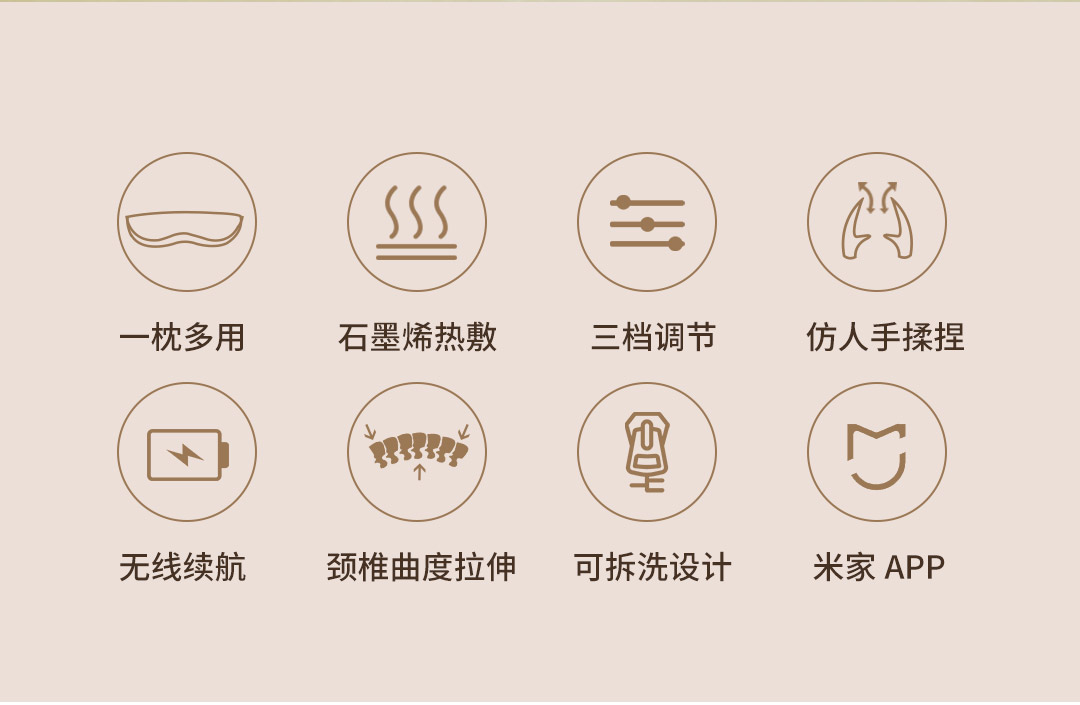 一枕多用
石墨烯热敷
三档调节
仿人手揉捏
无线续航
颈椎曲度拉伸
可拆洗设计
米家 APP